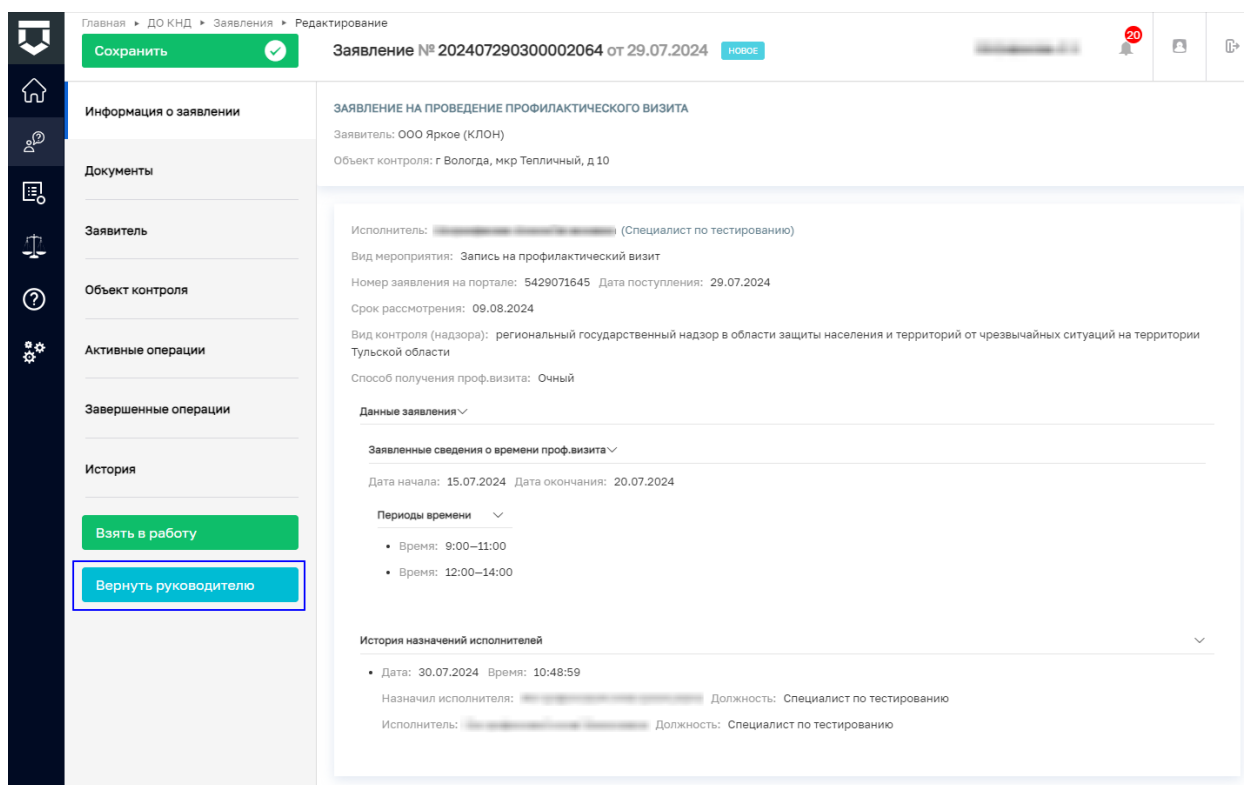 Главная ▸ ДО КНД ▸ Заявления ▸ Редактирование
Сохранить
Заявление № 202407290300002064 от 29.07.2024 НОВОЕ
20
Информация о заявлении
Документы
Заявитель
Объект контроля
Активные операции
Завершенные операции
История
Взять в работу
Вернуть руководителю
ЗАЯВЛЕНИЕ НА ПРОВЕДЕНИЕ ПРОФИЛАКТИЧЕСКОГО ВИЗИТА
Заявитель: ООО Яркое (КЛОН)
Объект контроля: г Вологда, мкр Тепличный, д 10
Исполнитель: (Специалист по тестированию)
Вид мероприятия: Запись на профилактический визит
Номер заявления на портале: 5429071645 Дата поступления: 29.07.2024
Срок рассмотрения: 09.08.2024
Вид контроля (надзора): региональный государственный надзор в области защиты населения и территорий от чрезвычайных ситуаций на территории
Тульской области
Способ получения проф.визита: Очный
Данные заявления
Заявленные сведения о времени проф.визита
Дата начала: 15.07.2024 Дата окончания: 20.07.2024
Периоды времени
• Время: 9:00—11:00
• Время: 12:00—14:00
История назначений исполнителей
• Дата: 30.07.2024 Время: 10:48:59
Назначил исполнителя: Должность: Специалист по тестированию
Исполнитель: Должность: Специалист по тестированию